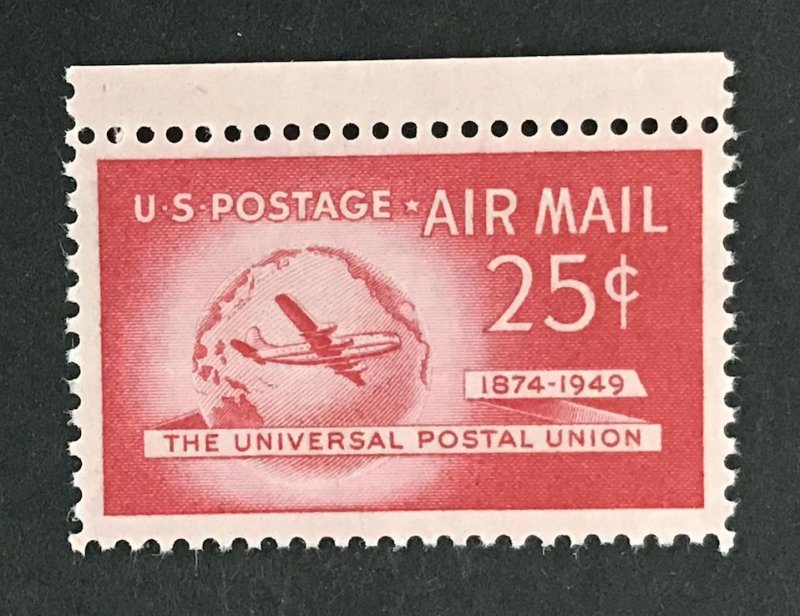 U·S·POSTAGE ★ AIR MAIL
25¢
1874-1949
THE UNIVERSAL POSTAL UNION